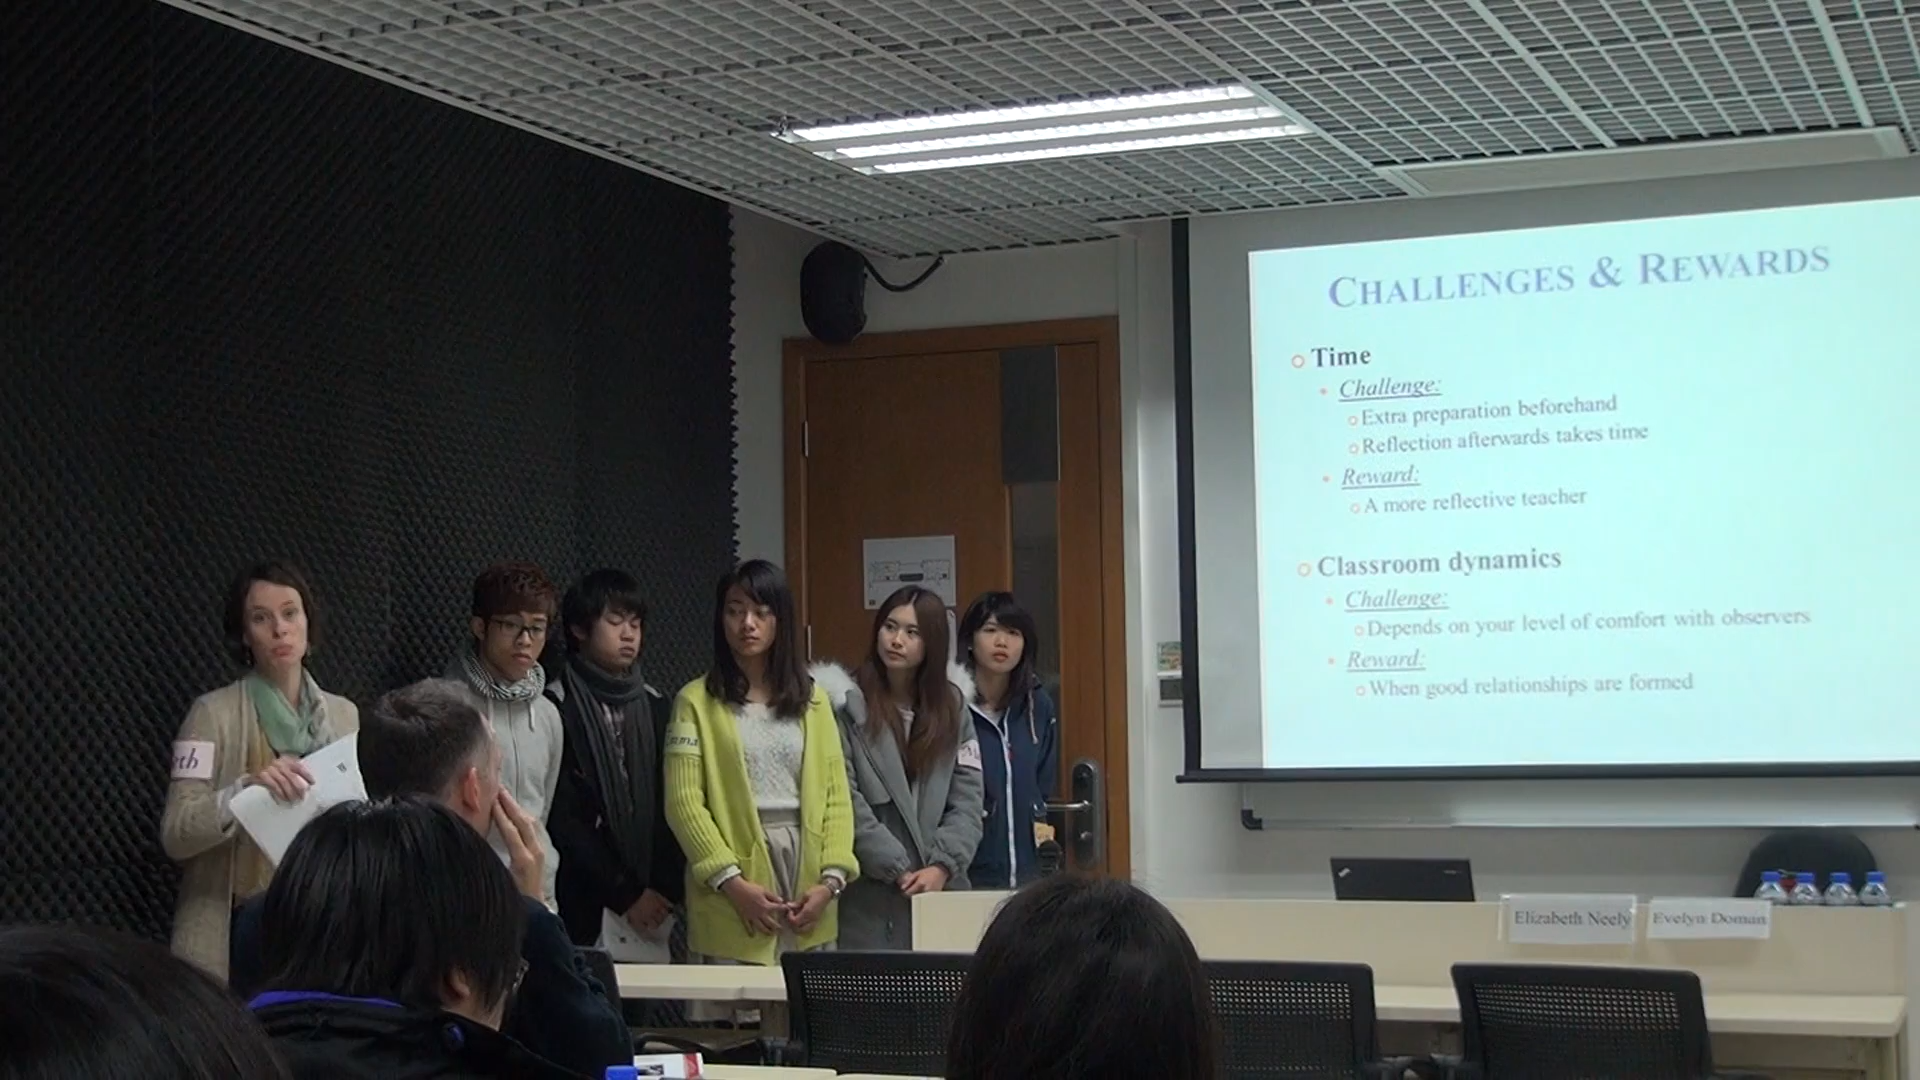 CHALLENGES & REWARDS
Time
Challenge:
Extra preparation beforehand
Reflection afterwards takes time
Reward:
A more reflective teacher
Classroom dynamics
Challenge:
Depends on your level of comfort with observers
Reward:
When good relationships are formed
Elizabeth Neely
Evelyn Doman